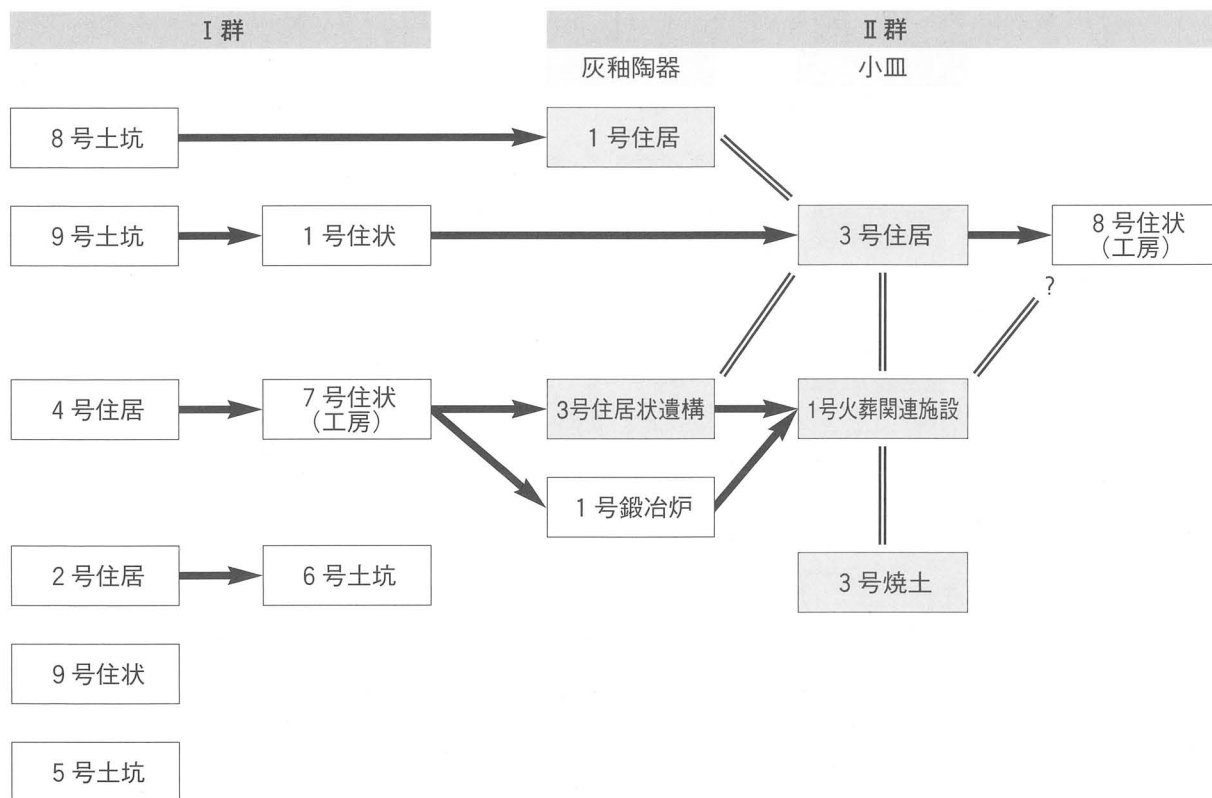 Ⅰ群
Ⅱ群
灰釉陶器
小皿
8号土坑
1号住居
9号土坑
1号住状
3号住居
8号住状
（工房）
?
4号住居
7号住状
（工房）
3号住居状遺構
1号火葬関連施設
1号鍛冶炉
2号住居
6号土坑
3号焼土
9号住状
5号土坑